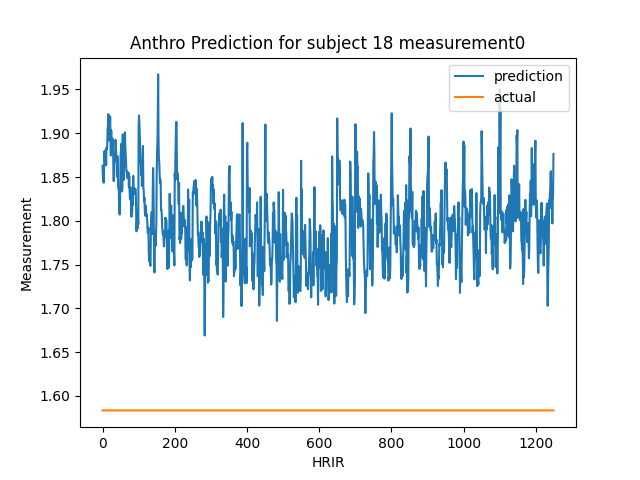 Anthro Prediction for subject 18 measurement0
prediction
actual
1.95
1.90
1.85
1.80
1.75
1.70
1.65
1.60
Measurement
0 200 400 600 800 1000 1200
HRIR